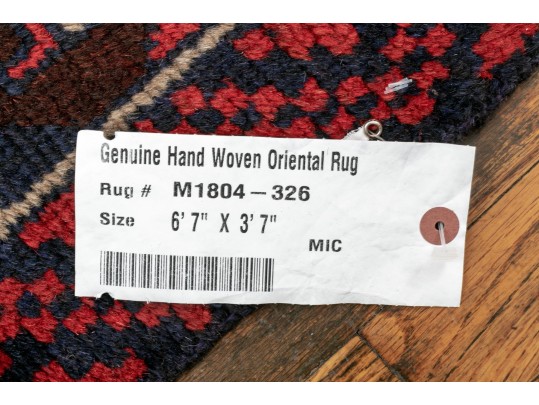 Genuine Hand Woven Oriental Rug
Rug # M1804-326
Size 6' 7" X 3' 7"
MIC